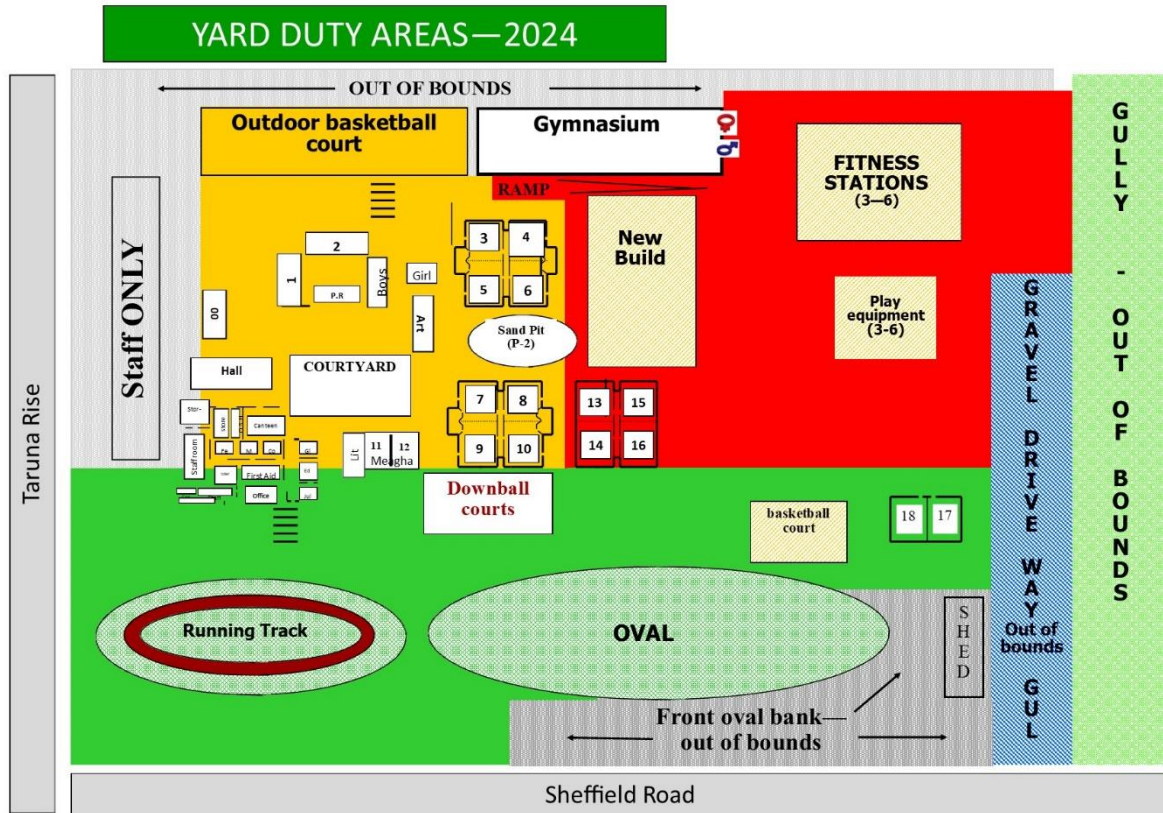 YARD DUTY AREAS—2024
OUT OF BOUNDS
Outdoor basketball
court
Gymnasium
RAMP
FITNESS
STATIONS
(3—6)
New
Build
Play
equipment
(3-6)
Staff ONLY
Taruna Rise
1
2
P.R
Boys
Girl
Art
3
4
5
6
00
Sand Pit
(P-2)
Hall
COURTYARD
7
8
9
10
13
15
14
16
Stor-
Canteen
Staffroom
First Aid
Office
Lit
11
12
Meagha
Downball
courts
basketball
court
18
17
Running Track
OVAL
SHED
Front oval bank—
out of bounds
GRAVEL DRIVE WAY
Out of
bounds
GUL
GULLY - OUT OF BOUNDS
Sheffield Road